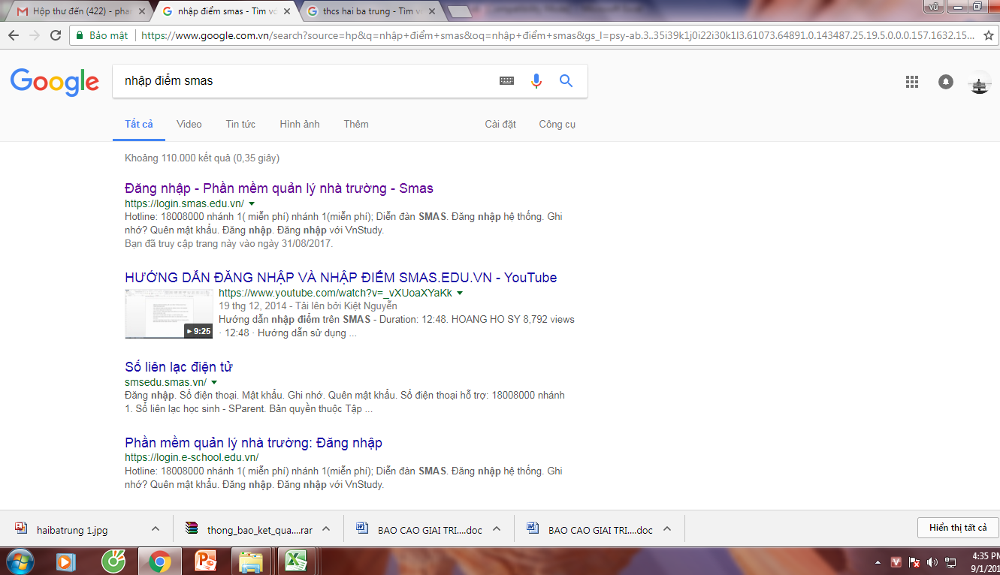 Hộp thư đến (422) - phan
nhập điểm smas - Tìm với
thcs hai ba trung - Tìm v
vũ
Bảo mật
https://www.google.com.vn/search?source=hp&q=nhập+điểm+smas&oq=nhập+điểm+smas&gs_l=psy-ab.3..35i39k1j0i22i30k1l3.61073.64891.0.143487.25.19.5.0.0.0.157.1632.15...
Google
nhập điểm smas
Tất cả Video Tin tức Hình ảnh Thêm Cài đặt Công cụ
Khoảng 110.000 kết quả (0,35 giây)
Đăng nhập - Phần mềm quản lý nhà trường - Smas
https://login.smas.edu.vn/
Hotline: 18008000 nhánh 1( miễn phí) nhánh 1(miễn phí); Diễn đàn SMAS. Đăng nhập hệ thống. Ghi
nhớ? Quên mật khẩu. Đăng nhập. Đăng nhập với VnStudy.
Bạn đã truy cập trang này vào ngày 31/08/2017.
HƯỚNG DẪN ĐĂNG NHẬP VÀ NHẬP ĐIỂM SMAS.EDU.VN - YouTube
https://www.youtube.com/watch?v=_vXUoaXYaKk
19 thg 12, 2014 - Tải lên bởi Kiệt Nguyễn
Hướng dẫn nhập điểm trên SMAS - Duration: 12:48. HOANG HO SY 8,792 views
· 12:48 · Hướng dẫn sử dụng ...
9:25
Sổ liên lạc điện tử
smsedu.smas.vn/
Đăng nhập. Số điện thoại. Mật khẩu. Ghi nhớ. Quên mật khẩu. Số điện thoại hỗ trợ: 18008000 nhánh
1. Sổ liên lạc học sinh - SParent. Bản quyền thuộc Tập ...
Phần mềm quản lý nhà trường: Đăng nhập
https://login.e-school.edu.vn/
Hotline: 18008000 nhánh 1( miễn phí) nhánh 1(miễn phí); Diễn đàn SMAS. Đăng nhập hệ thống. Ghi
nhớ? Quên mật khẩu. Đăng nhập. Đăng nhập với VnStudy.
haibatrung 1.jpg
thong_bao_ket_qua....rar
BAO CAO GIAI TRI....doc
BAO CAO GIAI TRI....doc
Hiển thị tất cả
4:35 PM
9/1/201